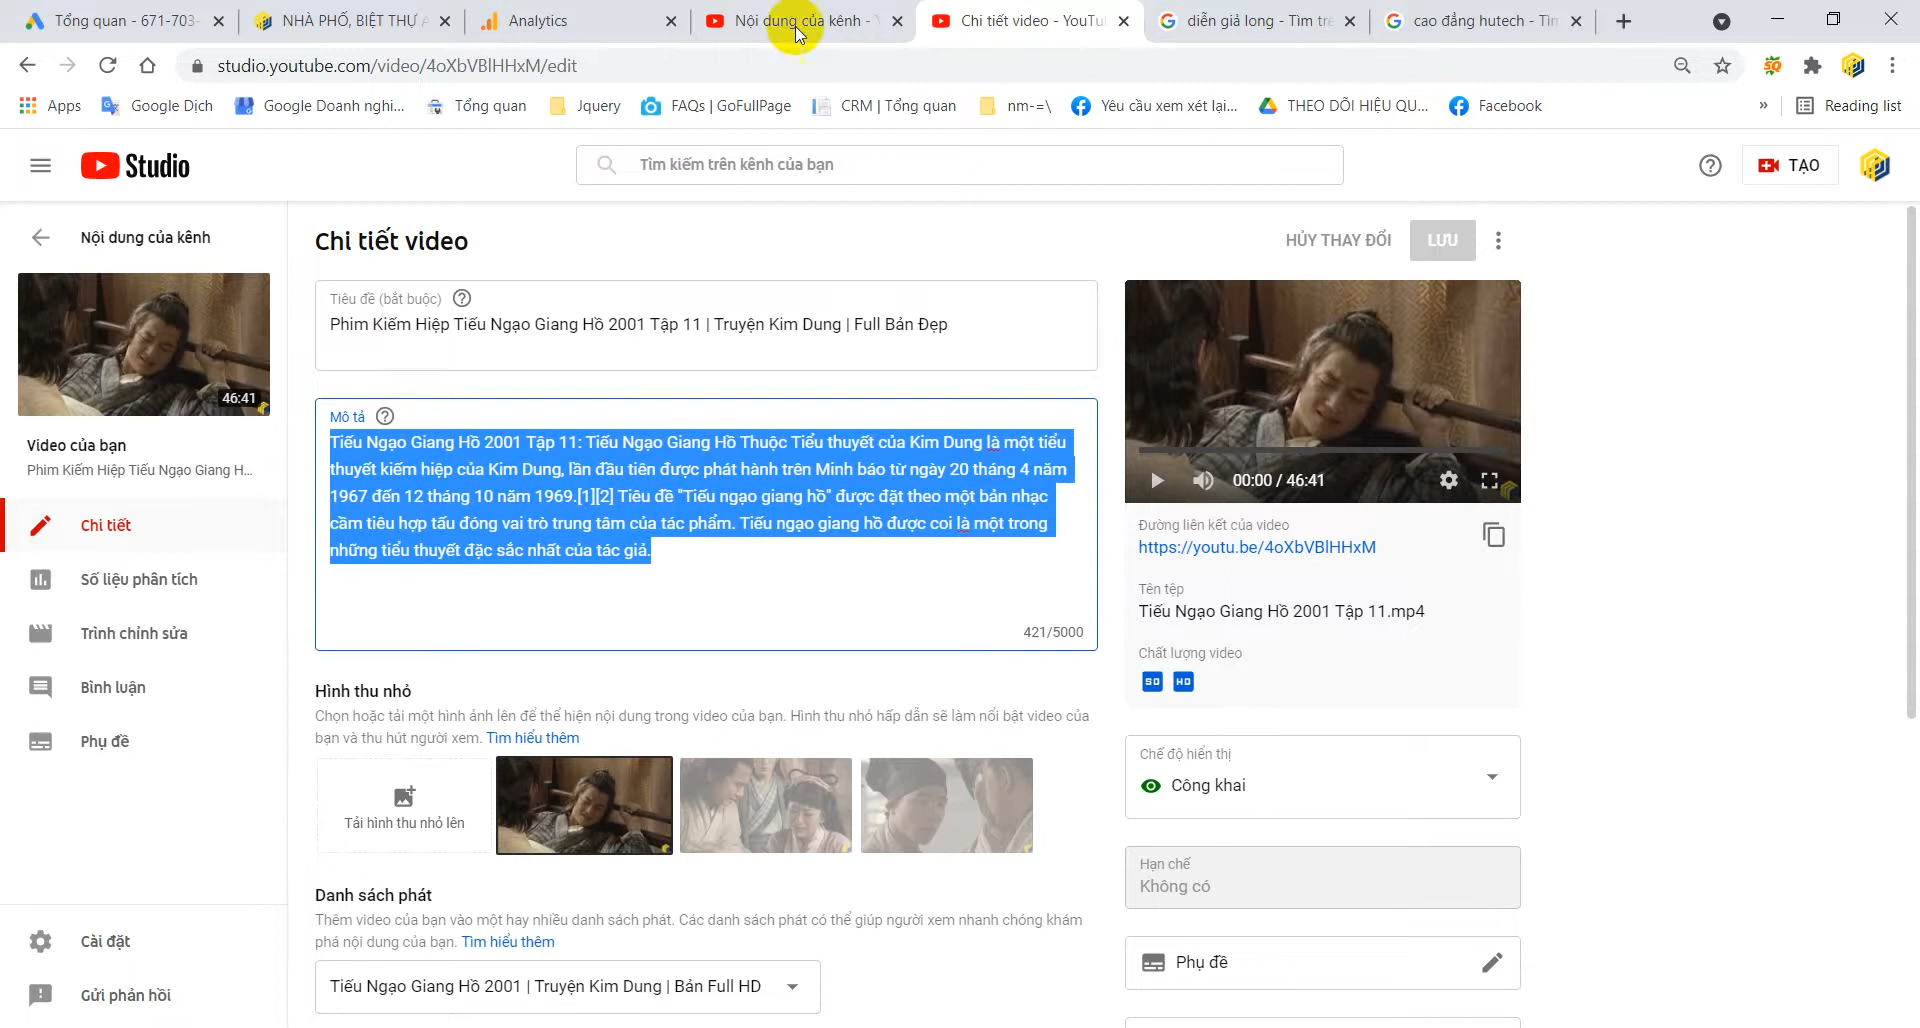 Tổng quan - 671-703-
NHÀ PHỐ, BIỆT THỰ
Analytics
Nội dung của kênh -
Chi tiết video - YouTu
diễn giả long - Tìm trê
cao đẳng hutech - Tìm
studio.youtube.com/video/4oXbVBIHHxM/edit
Apps
Google Dịch
Google Doanh nghi...
Tổng quan
Jquery
FAQs | GoFullPage
CRM | Tổng quan
nm-=\
Yêu cầu xem xét lại...
THEO DÕI HIỆU QU...
Facebook
»
Reading list
Studio
Tìm kiếm trên kênh của bạn
TẠO
Nội dung của kênh
46:41
Video của bạn
Phim Kiếm Hiệp Tiếu Ngạo Giang H...
Chi tiết
Số liệu phân tích
Trình chỉnh sửa
Bình luận
Phụ đề
Cài đặt
Gửi phản hồi
Chi tiết video
HỦY THAY ĐỔI
LƯU
Tiêu đề (bắt buộc)
Phim Kiếm Hiệp Tiếu Ngạo Giang Hồ 2001 Tập 11 | Truyện Kim Dung | Full Bản Đẹp
Mô tả
Tiếu Ngạo Giang Hồ 2001 Tập 11: Tiếu Ngạo Giang Hồ Thuộc Tiểu thuyết của Kim Dung là một tiểu
thuyết kiếm hiệp của Kim Dung, lần đầu tiên được phát hành trên Minh báo từ ngày 20 tháng 4 năm
1967 đến 12 tháng 10 năm 1969.[1][2] Tiêu đề "Tiếu ngạo giang hồ" được đặt theo một bản nhạc
cầm tiêu hợp tấu đóng vai trò trung tâm của tác phẩm. Tiếu ngạo giang hồ được coi là một trong
những tiểu thuyết đặc sắc nhất của tác giả.
421/5000
Hình thu nhỏ
Chọn hoặc tải một hình ảnh lên để thể hiện nội dung trong video của bạn. Hình thu nhỏ hấp dẫn sẽ làm nổi bật video của
bạn và thu hút người xem. Tìm hiểu thêm
Tải hình thu nhỏ lên
Danh sách phát
Thêm video của bạn vào một hay nhiều danh sách phát. Các danh sách phát có thể giúp người xem nhanh chóng khám
phá nội dung của bạn. Tìm hiểu thêm
Tiếu Ngạo Giang Hồ 2001 | Truyện Kim Dung | Bản Full HD
00:00 / 46:41
Đường liên kết của video
https://youtu.be/4oXbVBIHHxM
Tên tệp
Tiếu Ngạo Giang Hồ 2001 Tập 11.mp4
Chất lượng video
SD HD
Chế độ hiển thị
Công khai
Hạn chế
Không có
Phụ đề